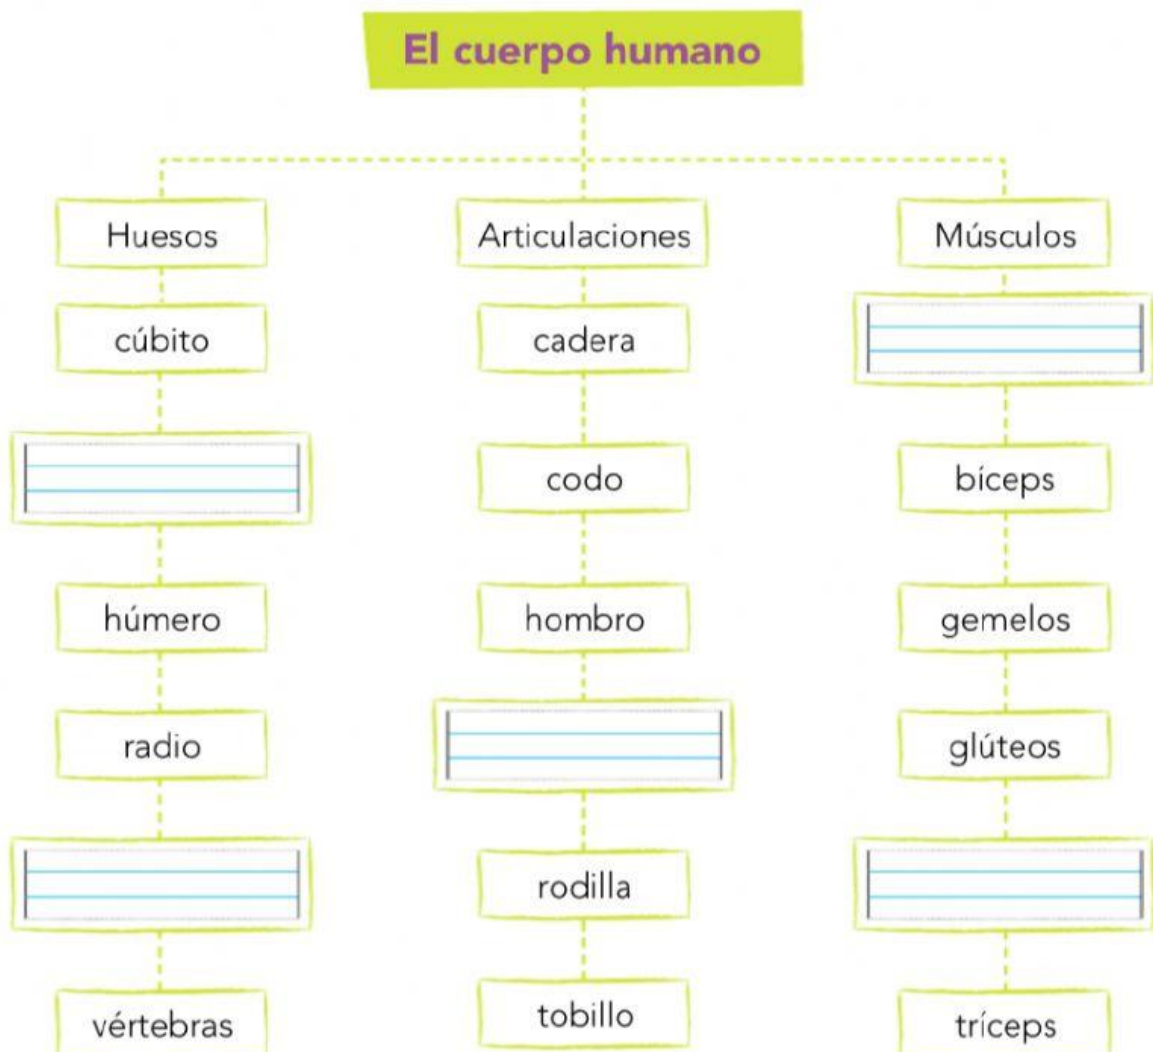 El cuerpo humano
Huesos
cúbito
húmero
radio
vértebras
Articulaciones
cadera
codo
hombro
rodilla
tobillo
Músculos
bíceps
gemelos
glúteos
tríceps